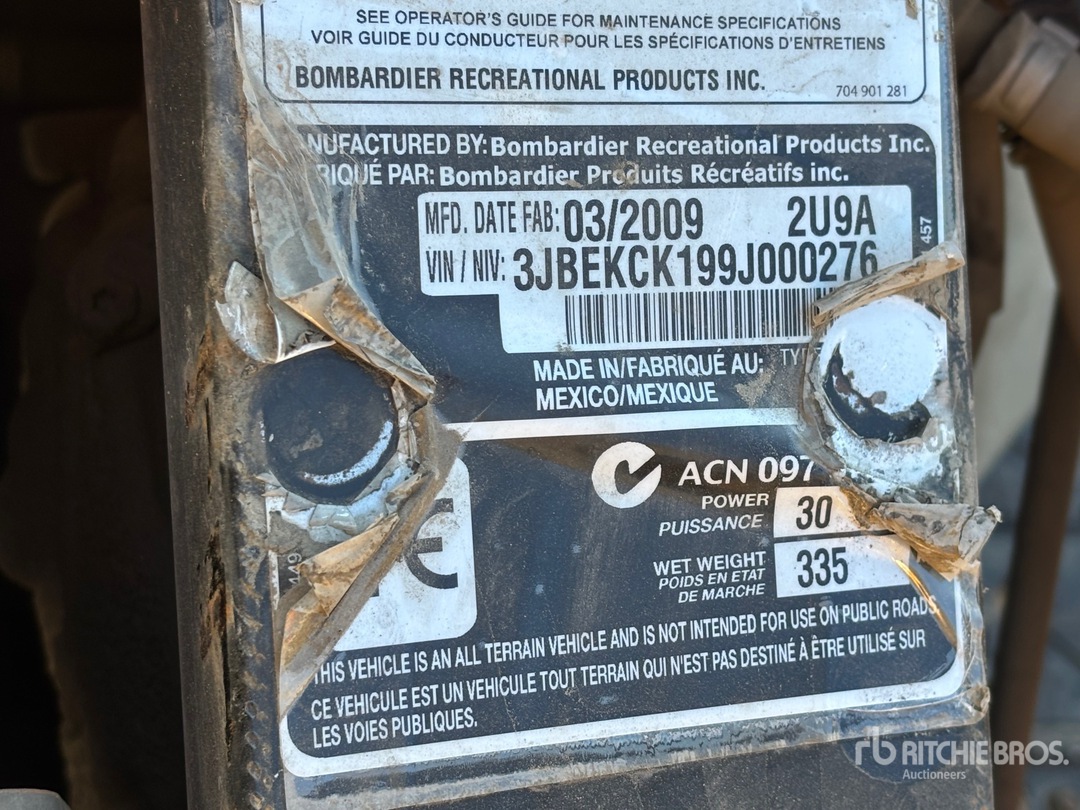 SEE OPERATOR'S GUIDE FOR MAINTENANCE SPECIFICATIONS
VOIR GUIDE DU CONDUCTEUR POUR LES SPÉCIFICATIONS D'ENTRETIENS
BOMBARDIER RECREATIONAL PRODUCTS INC.
704 901 281
NUFACTURED BY: Bombardier Recreational Products Inc.
RIQUÉ PAR: Bombardier Produits Récréatifs inc.
MFD. DATE FAB: 03/2009 2U9A
VIN / NIV: 3JBEKCK199J000276
457
MADE IN/FABRIQUÉ AU: TYP
MEXICO/MEXIQUE
ACN 097
CE
POWER
PUISSANCE 30
449
WET WEIGHT
POIDS EN ETAT
DE MARCHE 335
THIS VEHICLE IS AN ALL TERRAIN VEHICLE AND IS NOT INTENDED FOR USE ON PUBLIC ROADS.
CE VEHICULE EST UN VEHICULE TOUT TERRAIN QUI N'EST PAS DESTINÉ À ÊTRE UTILISÉ SUR
LES VOIES PUBLIQUES.
rb RITCHIE BROS.
Auctioneers